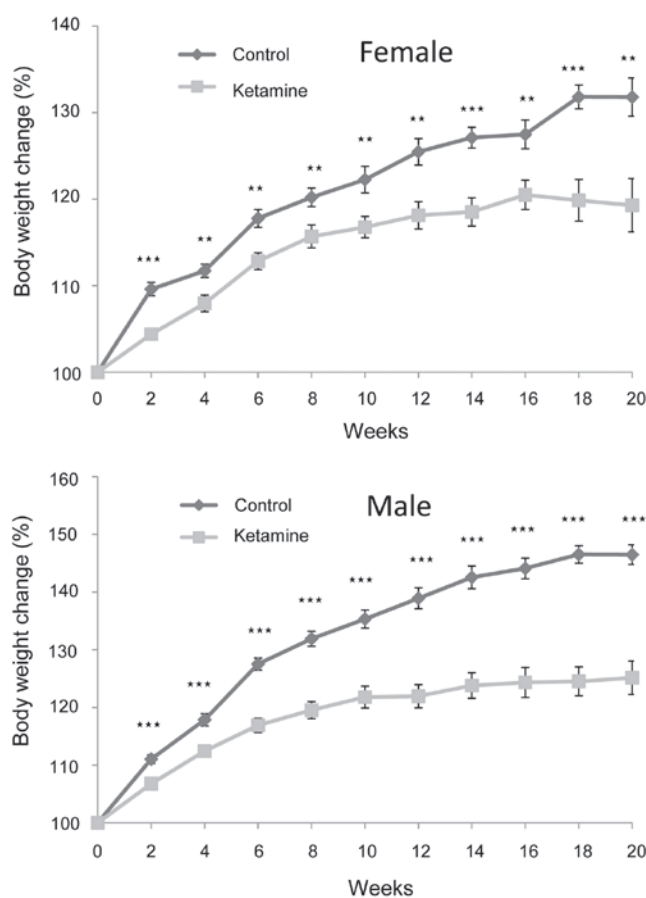 140
Control
Female
Ketamine
130
120
110
100
Body weight change (%)
*** ** ** ** ** ** *** ** *** **
0 2 4 6 8 10 12 14 16 18 20
Weeks
160
Control
Male
Ketamine
150
140
130
120
110
100
Body weight change (%)
*** *** *** *** *** *** *** *** *** ***
0 2 4 6 8 10 12 14 16 18 20
Weeks